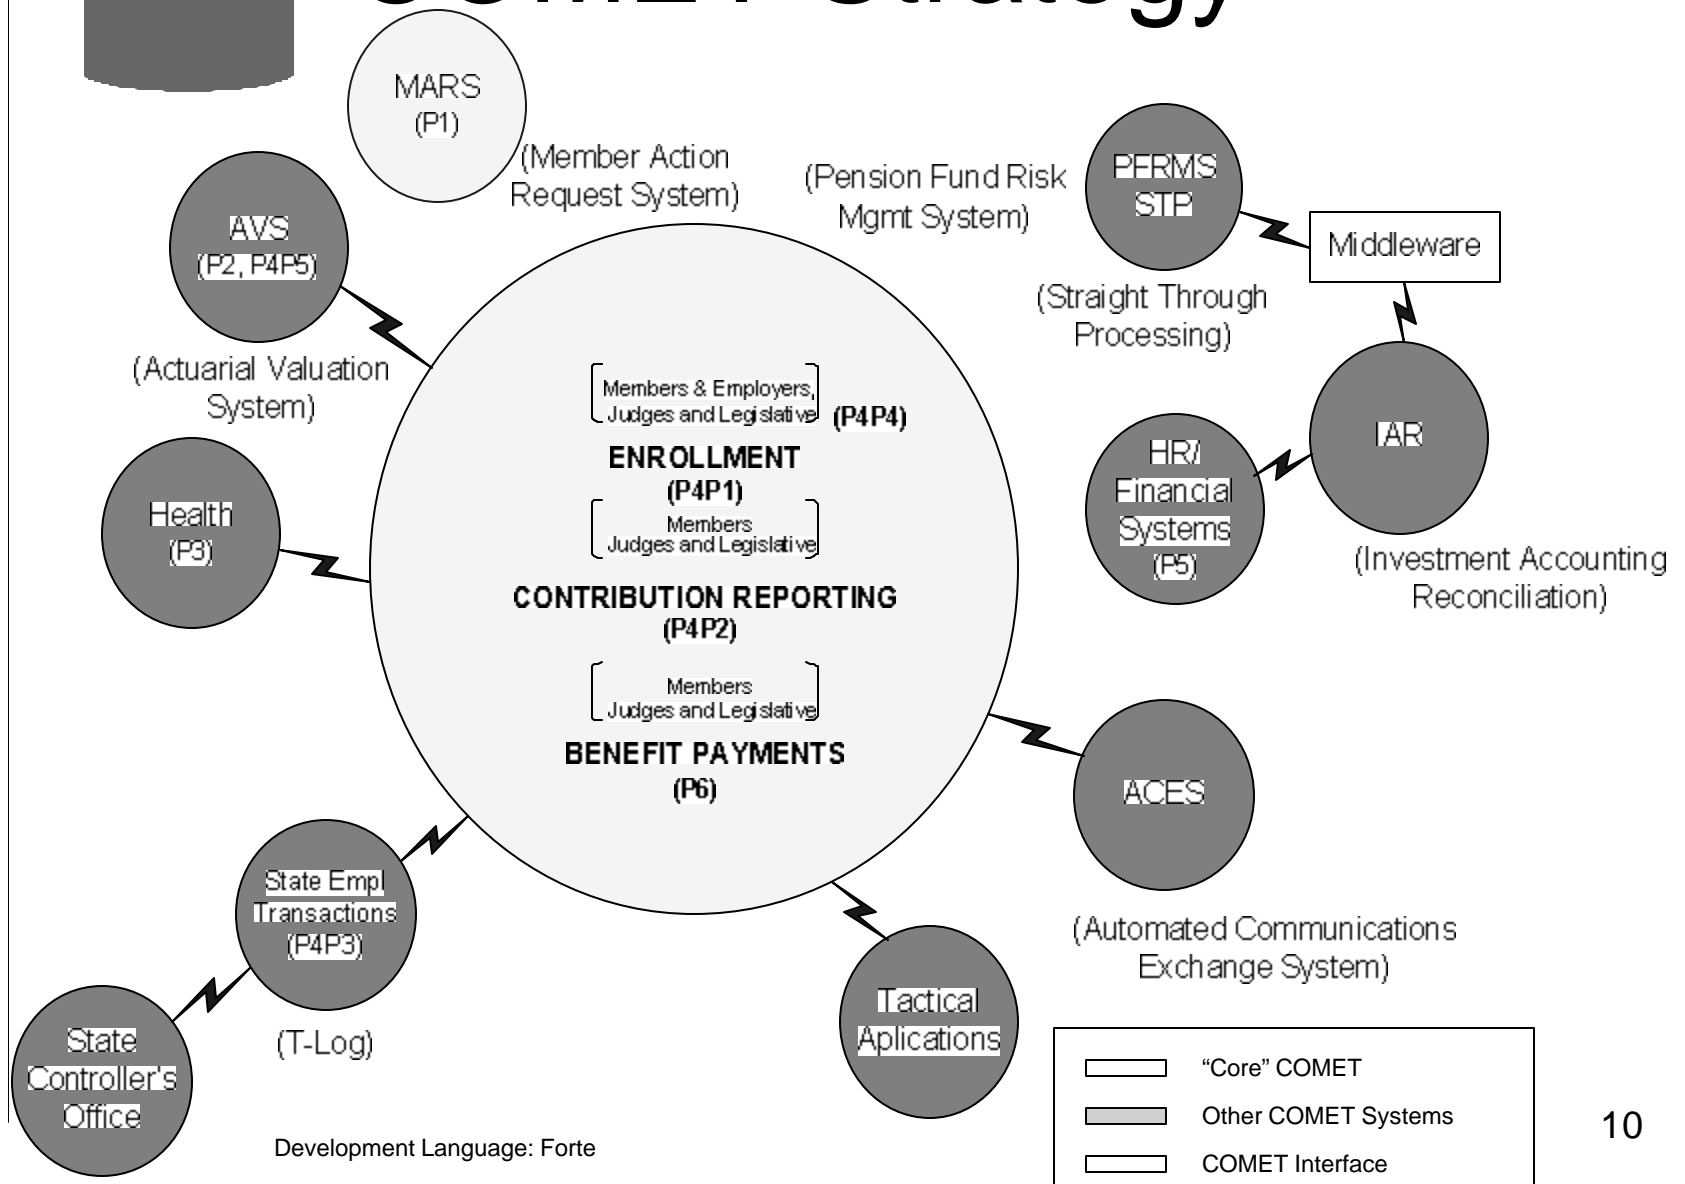 COMET Strategy
MARS
(P1)
(Member Action
Request System)
(Pension Fund Risk
Mgmt System)
PFRMS
STP
Middleware
(Straight Through
Processing)
AVS
(P2, P4P5)
(Actuarial Valuation
System)
Members & Employers,
Judges and Legislative
(P4P4)
ENROLLMENT
(P4P1)
Members
Judges and Legislative
CONTRIBUTION REPORTING
(P4P2)
Members
Judges and Legislative
BENEFIT PAYMENTS
(P6)
IAR
HR/
Financial
Systems
(P5)
(Investment Accounting
Reconciliation)
Health
(P3)
ACES
(Automated Communications
Exchange System)
State Empl
Transactions
(P4P3)
(T-Log)
State
Controller's
Office
Tactical
Aplications
Development Language: Forte
“Core” COMET
Other COMET Systems
COMET Interface
10